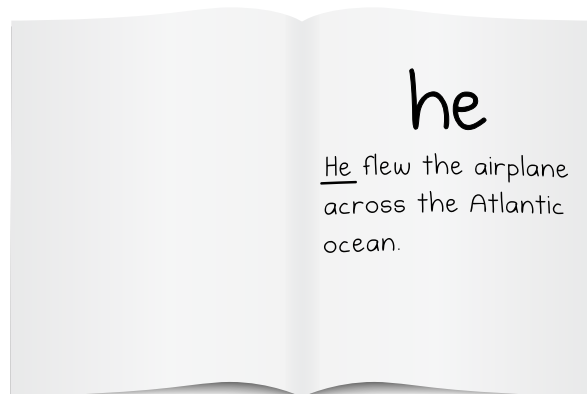 he
He flew the airplane
across the Atlantic
ocean.